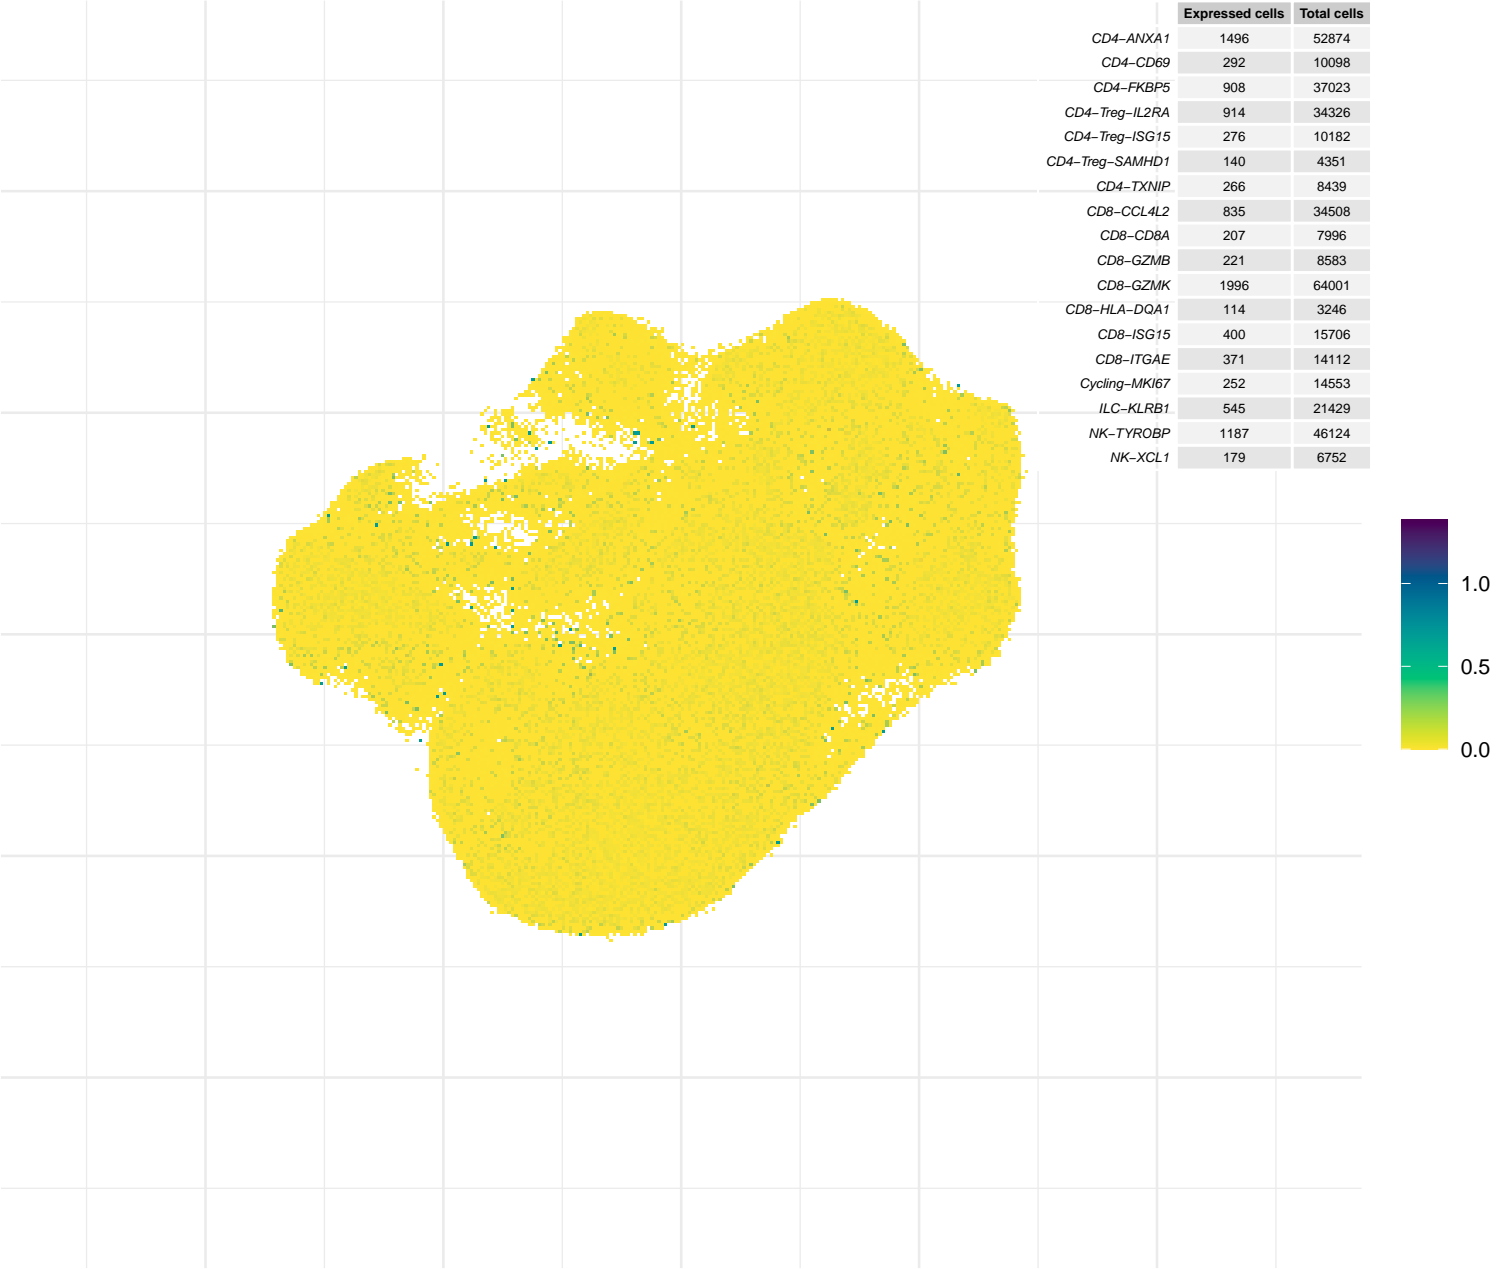 Expressed cells Total cells
CD4−ANXA1 1496 52874
CD4−CD69 292 10098
CD4−FKBP5 908 37023
CD4−Treg−IL2RA 914 34326
CD4−Treg−ISG15 276 10182
CD4−Treg−SAMHD1 140 4351
CD4−TXNIP 266 8439
CD8−CCL4L2 835 34508
CD8−CD8A 207 7996
CD8−GZMB 221 8583
CD8−GZMK 1996 64001
CD8−HLA−DQA1 114 3246
CD8−ISG15 400 15706
CD8−ITGAE 371 14112
Cycling−MKI67 252 14553
ILC−KLRB1 545 21429
NK−TYROBP 1187 46124
NK−XCL1 179 6752
1.0
0.5
0.0